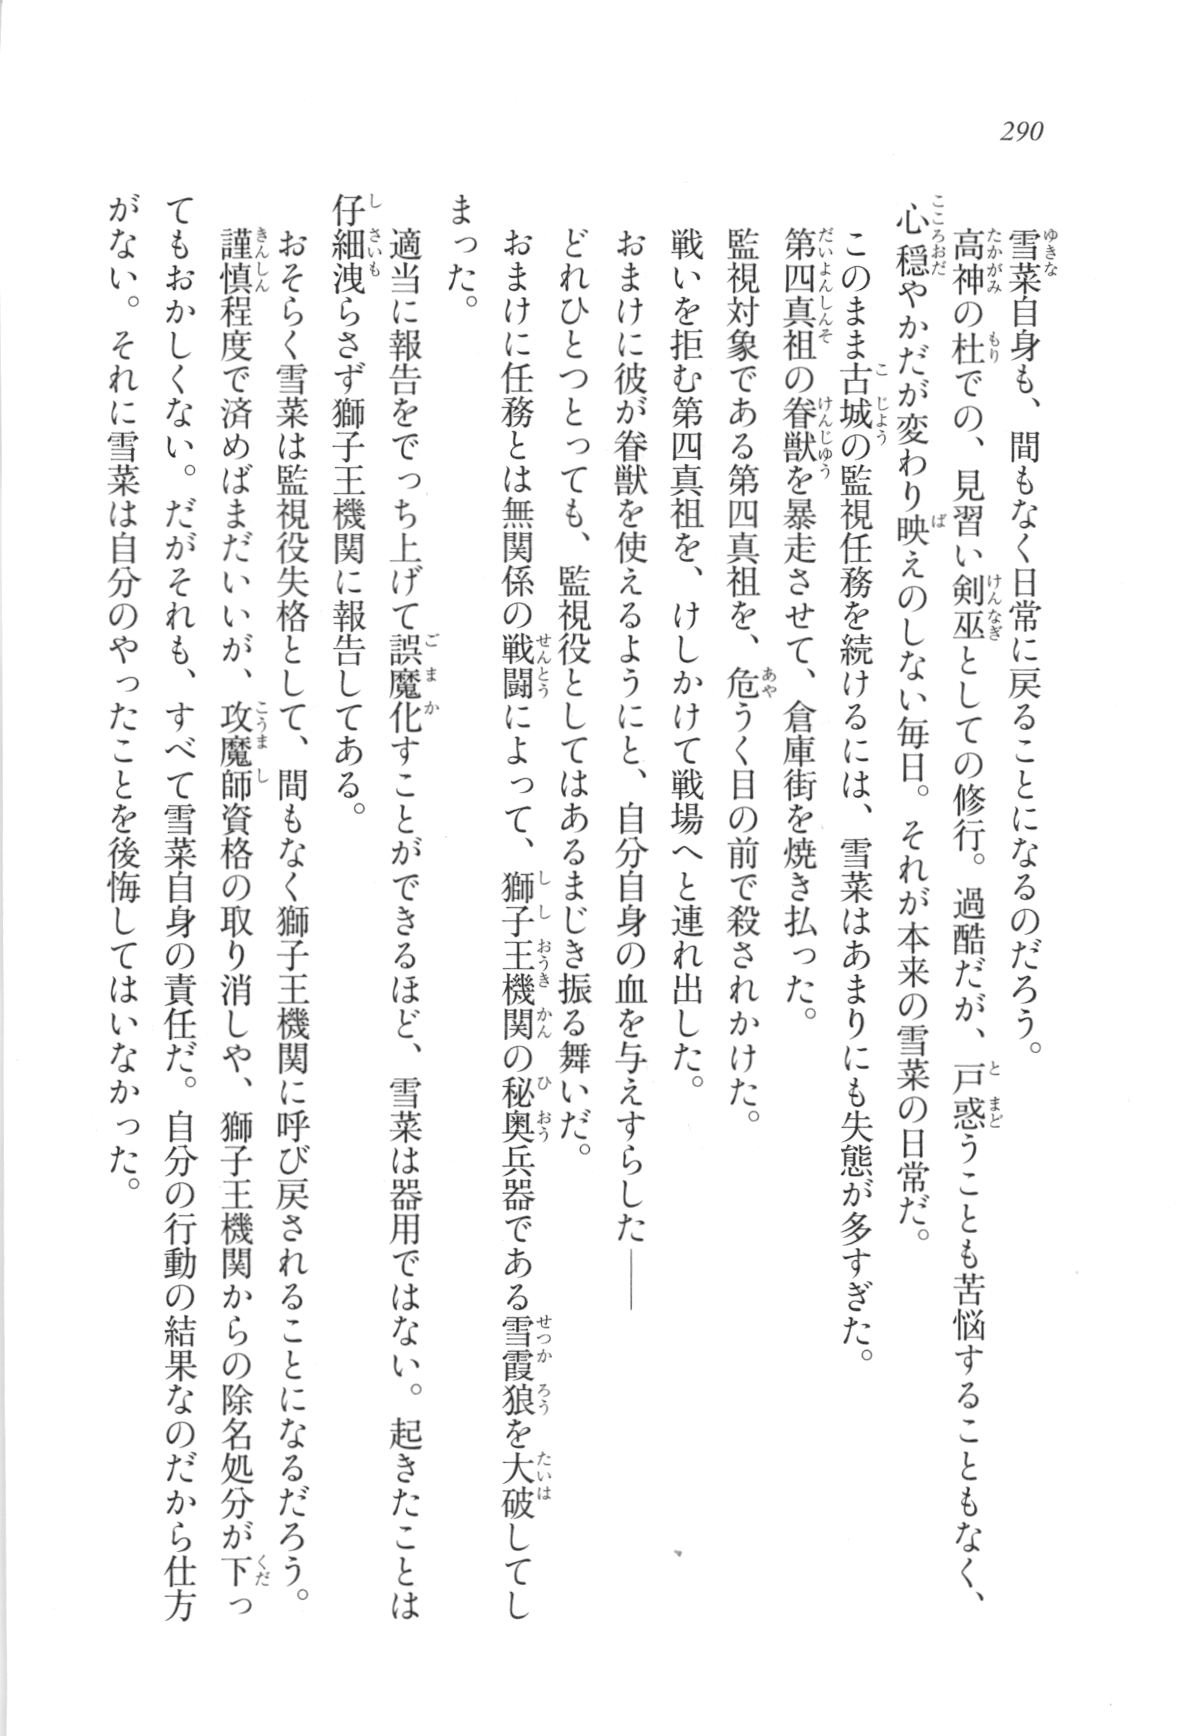 290
雪菜自身も、間もなく日常に戻ることになるのだろう。
高神の杜での、見習い剣巫としての修行。過酷だが、戸惑うことも苦悩することもなく、
心穏やかだが変わり映えのしない毎日。それが本来の雪菜の日常だ。
このまま古城の監視任務を続けるには、雪菜はあまりにも失態が多すぎた。
第四真祖の眷獣を暴走させて、倉庫街を焼き払った。
監視対象である第四真祖を、危うく目の前で殺されかけた。
戦いを拒む第四真祖を、けしかけて戦場へと連れ出した。
おまけに彼が眷獣を使えるようにと、自分自身の血を与えすらした――
どれひとつとっても、監視役としてはあるまじき振る舞いだ。
おまけに任務とは無関係の戦闘によって、獅子王機関の秘奥兵器である雪霞狼を大破してし
まった。
適当に報告をでっち上げて誤魔化すことができるほど、雪菜は器用ではない。起きたことは
仔細洩らさず獅子王機関に報告してある。
おそらく雪菜は監視役失格として、間もなく獅子王機関に呼び戻されることになるだろう。
謹慎程度で済めばまだいいが、攻魔師資格の取り消しや、獅子王機関からの除名処分が下っ
てもおかしくない。だがそれも、すべて雪菜自身の責任だ。自分の行動の結果なのだから仕方
がない。それに雪菜は自分のやったことを後悔してはいなかった。